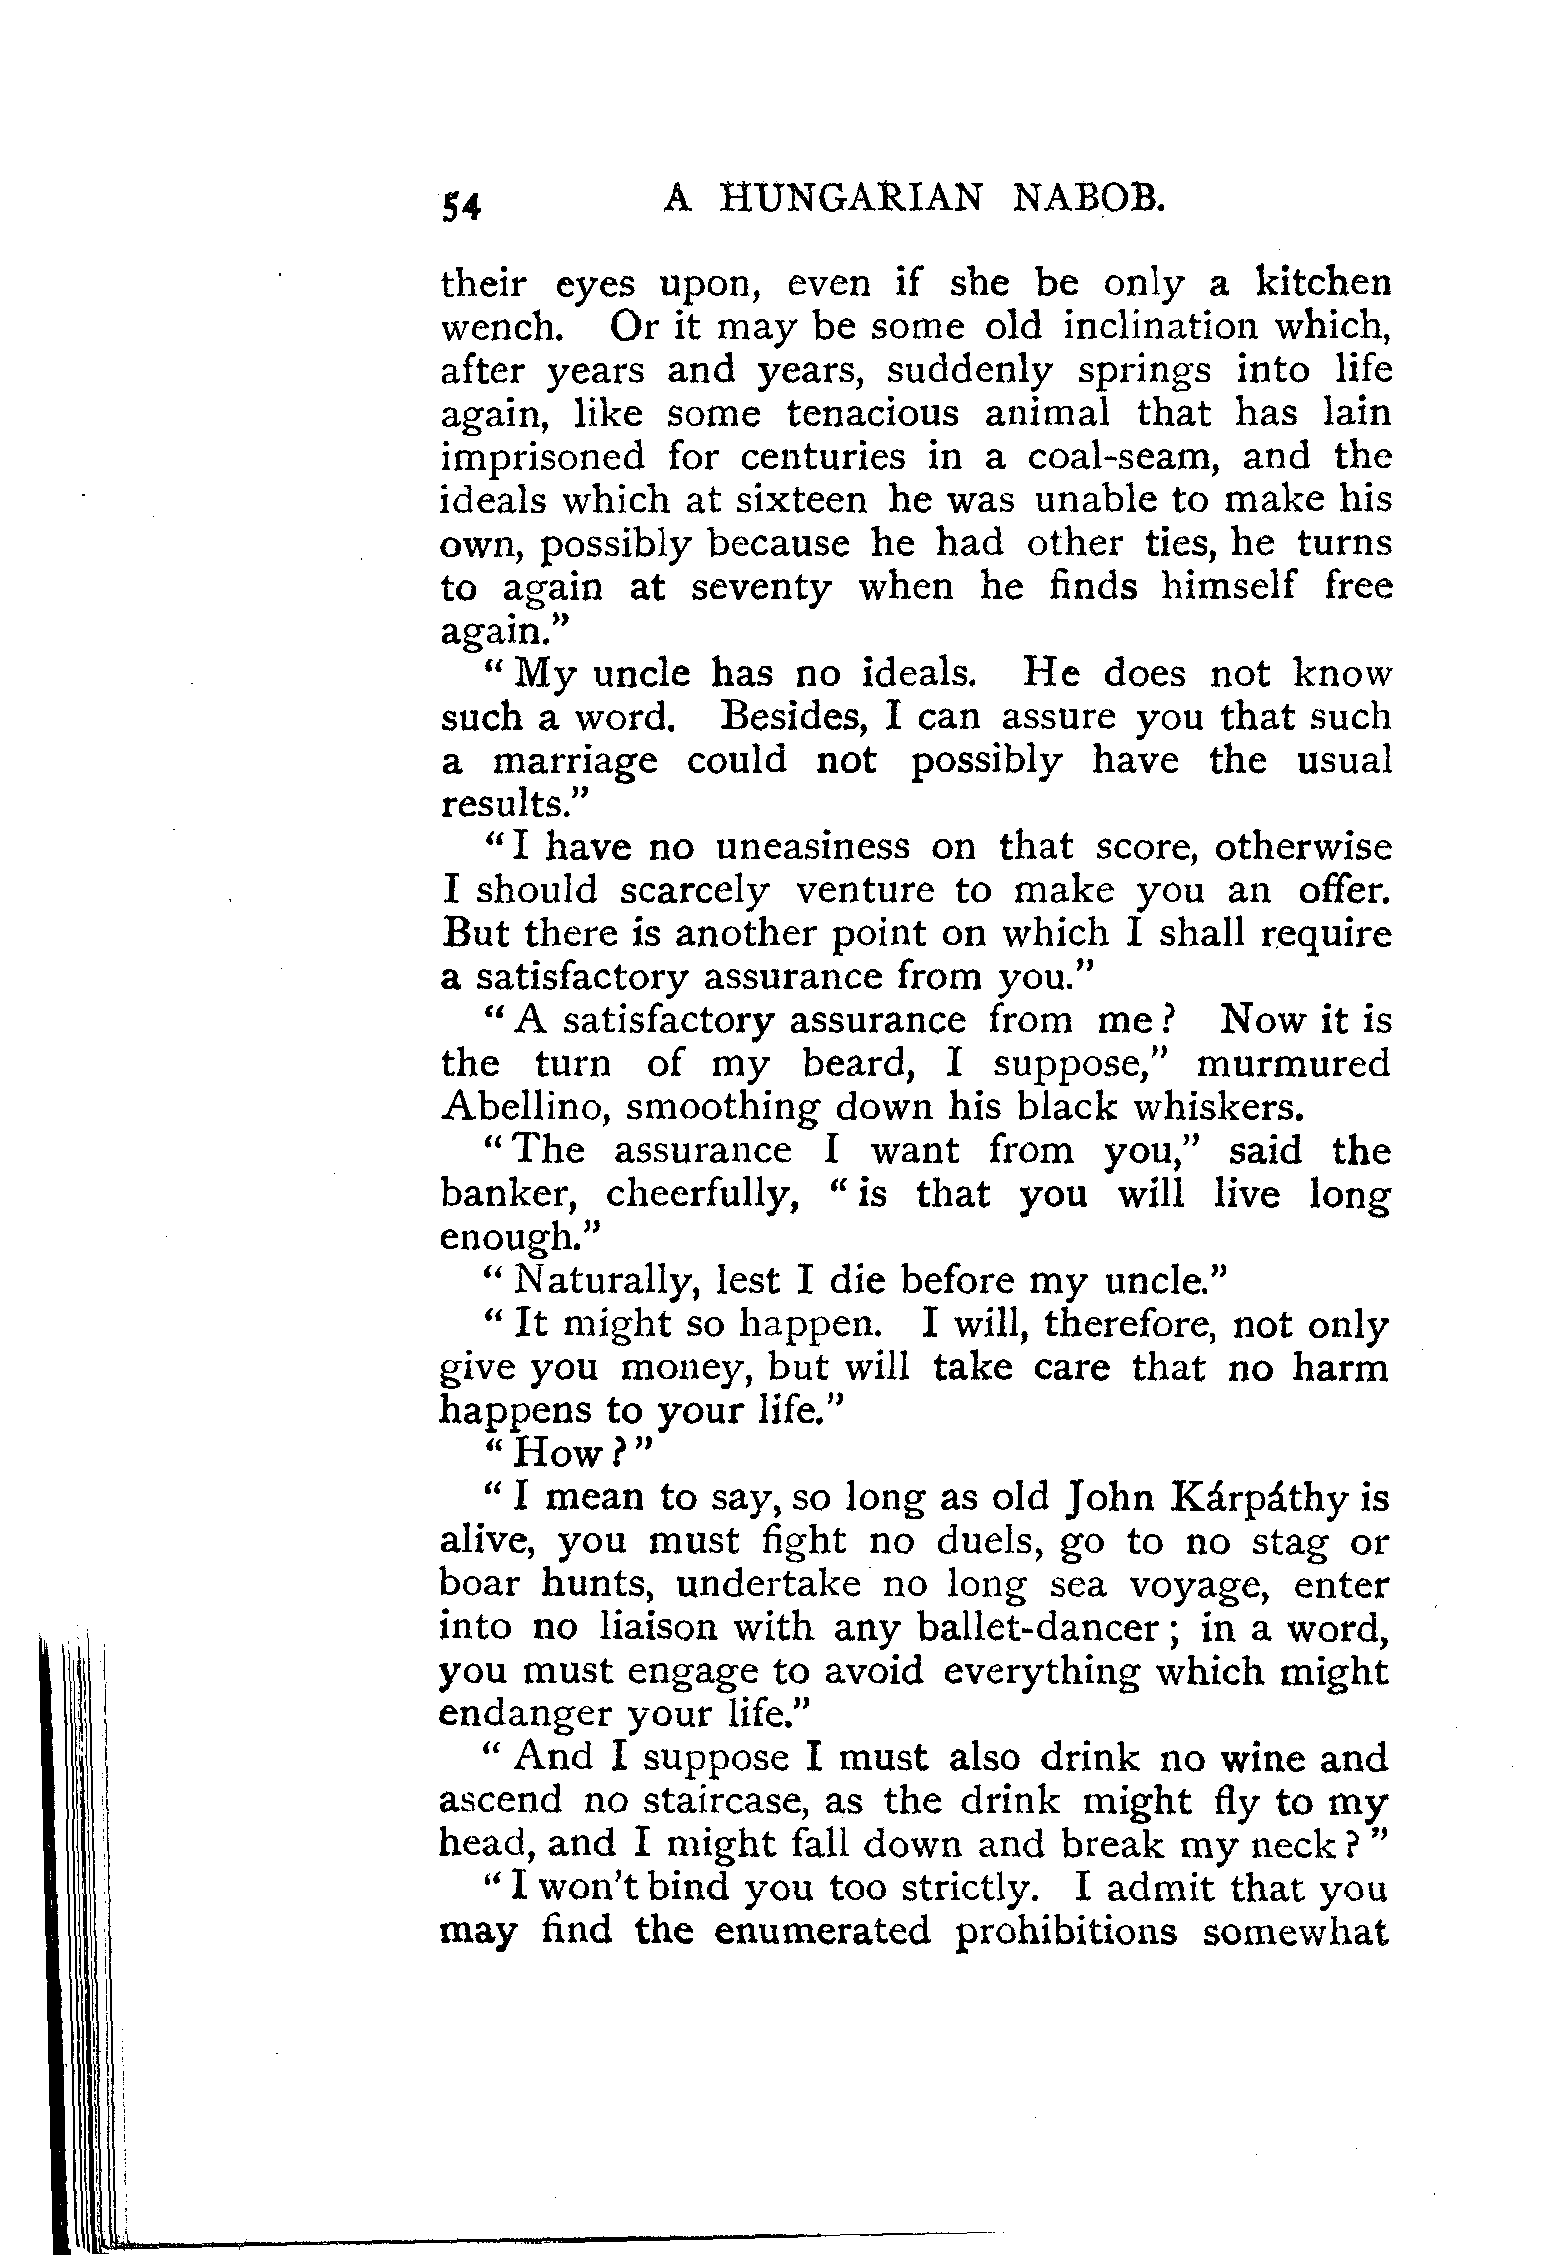 54 A HUNGARIAN NABOB.
their eyes upon, even if she be only a kitchen
wench. Or it may be some old inclination which,
after years and years, suddenly springs into life
again, like some tenacious animal that has lain
imprisoned for centuries in a coal-seam, and the
ideals which at sixteen he was unable to make his
own, possibly because he had other ties, he turns
to again at seventy when he finds himself free
again.”
“My uncle has no ideals. He does not know
such a word. Besides, I can assure you that such
a marriage could not possibly have the usual
results.”
“I have no uneasiness on that score, otherwise
I should scarcely venture to make you an offer.
But there is another point on which I shall require
a satisfactory assurance from you.”
“A satisfactory assurance from me? Now it is
the turn of my beard, I suppose,” murmured
Abellino, smoothing down his black whiskers.
“The assurance I want from you,” said the
banker, cheerfully, “is that you will live long
enough.”
“Naturally, lest I die before my uncle.”
“It might so happen. I will, therefore, not only
give you money, but will take care that no harm
happens to your life.”
“How?”
“I mean to say, so long as old John Kárpáthy is
alive, you must fight no duels, go to no stag or
boar hunts, undertake no long sea voyage, enter
into no liaison with any ballet-dancer; in a word,
you must engage to avoid everything which might
endanger your life.”
“And I suppose I must also drink no wine and
ascend no staircase, as the drink might fly to my
head, and I might fall down and break my neck?”
“I won't bind you too strictly. I admit that you
may find the enumerated prohibitions somewhat